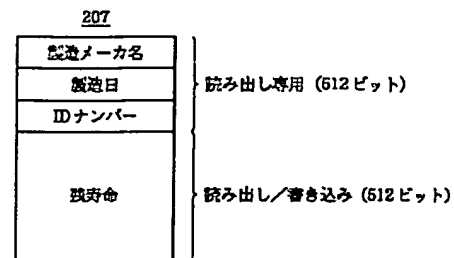 207
製造メーカ名
製造日
読み出し専用 (512ビット)
IDナンバー
残寿命
読み出し／書き込み (512ビット)